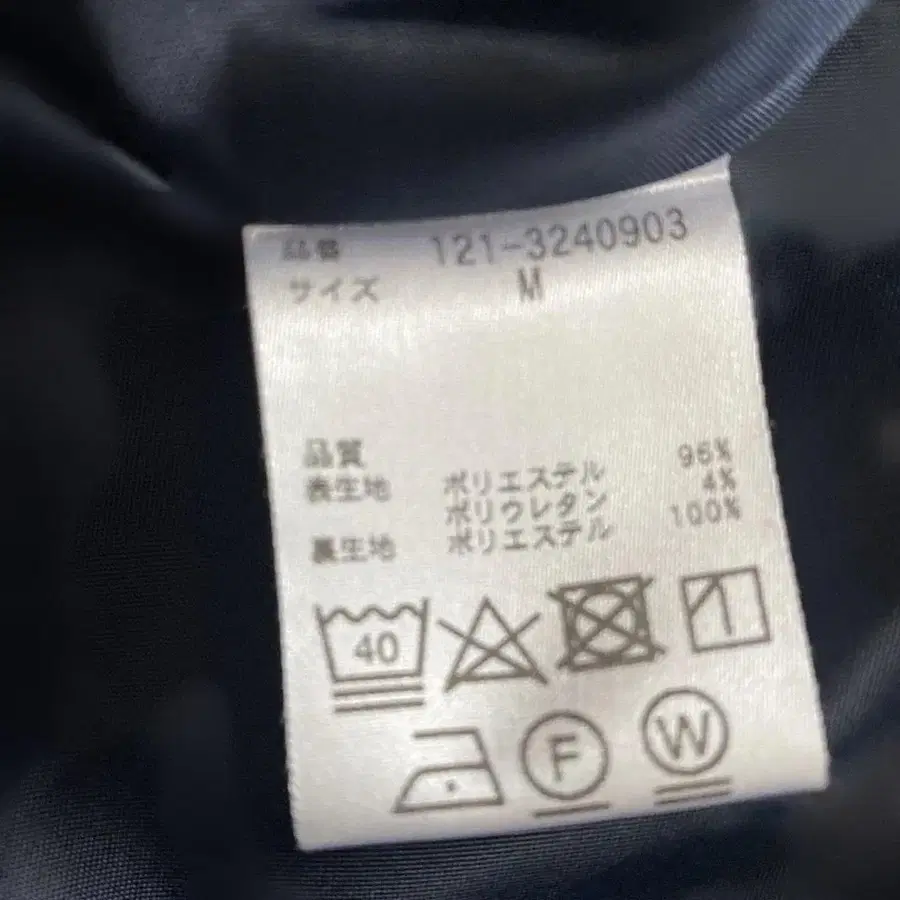 品番 121-3240903
サイズ M
品質
表生地 ポリエステル 96%
ポリウレタン 4%
裏生地 ポリエステル 100%
40
F W